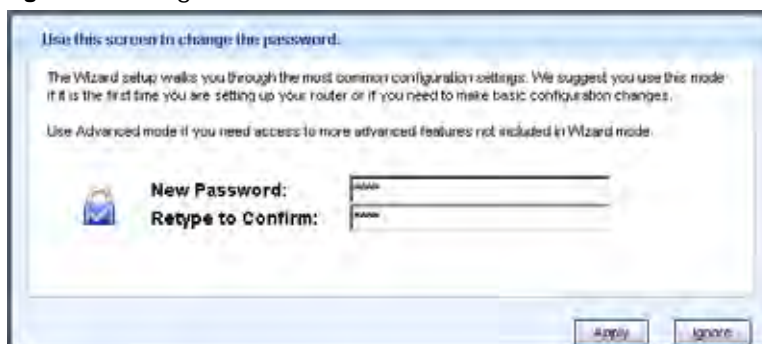 Use this screen to change the password.
The Wizard setup walks you through the most common configuration settings. We suggest you use this mode
if it is the first time you are setting up your router or if you need to make basic configuration changes.
Use Advanced mode if you need access to more advanced features not included in Wizard mode
New Password: ****
Retype to Confirm: ****
Apply Ignore